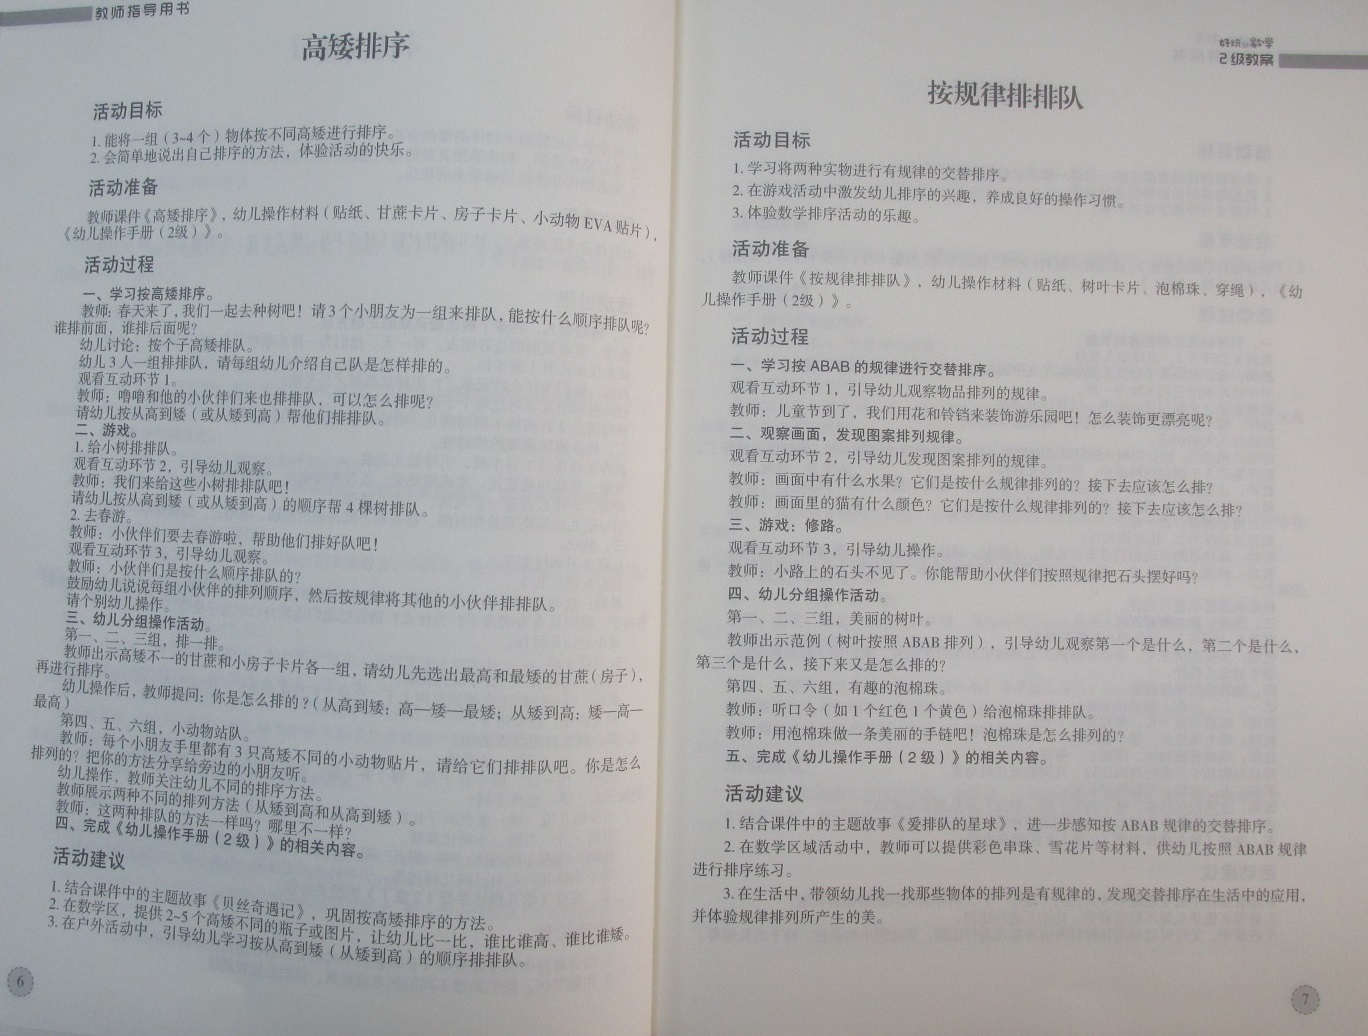 教师指导用书
高矮排序
活动目标
1. 能将一组（3~4 个）物体按不同高矮进行排序。
2. 会简单地说出自己排序的方法，体验活动的快乐。
活动准备
教师课件《高矮排序》，幼儿操作材料（贴纸、甘蔗卡片、房子卡片、小动物 EVA 贴片），
《幼儿操作手册（2级）》。
活动过程
一、学习按高矮排序。
教师：春天来了，我们一起去种树吧！请 3 个小朋友为一组来排队，能按什么顺序排队呢？
谁排前面，谁排后面呢？
幼儿讨论：按个子高矮排队。
幼儿 3 人一组排排队，请每组幼儿介绍自己队是怎样排的。
观看互动环节 1。
教师：噜噜和他的小伙伴们来也排排队，可以怎么排呢？
请幼儿按从高到矮（或从矮到高）帮他们排排队。
二、游戏。
1. 给小树排排队。
观看互动环节 2，引导幼儿观察。
教师：我们来给这些小树排排队吧！
请幼儿按从高到矮（或从矮到高）的顺序帮 4 棵树排队。
2. 去春游。
教师：小伙伴们要去春游啦，帮助他们排好队吧！
观看互动环节 3，引导幼儿观察。
教师：小伙伴们是按什么顺序排队的？
鼓励幼儿说说每组小伙伴的排列顺序，然后按规律将其他的小伙伴排排队。
请个别幼儿操作。
三、幼儿分组操作活动。
第一、二、三组，排一排。
教师出示高矮不一的甘蔗和小房子卡片各一组，请幼儿先选出最高和最矮的甘蔗（房子），
再进行排序。
幼儿操作后，教师提问：你是怎么排的？（从高到矮：高—矮—最矮；从矮到高：矮—高—
最高）
第四、五、六组，小动物站队。
教师：每个小朋友手里都有 3 只高矮不同的小动物贴片，请给它们排排队吧。你是怎么
排列的？把你的方法分享给旁边的小朋友听。
幼儿操作，教师关注幼儿不同的排序方法。
教师展示两种不同的排列方法（从矮到高和从高到矮）。
教师：这两种排队的方法一样吗？哪里不一样？
四、完成《幼儿操作手册（2 级）》的相关内容。
活动建议
1. 结合课件中的主题故事《贝丝奇遇记》，巩固按高矮排序的方法。
2. 在数学区，提供 2~5 个高矮不同的瓶子或图片，让幼儿比一比，谁比谁高、谁比谁矮。
3. 在户外活动中，引导幼儿学习按从高到矮（从矮到高）的顺序排排队。
6
好玩的数学
2级教案
按规律排排队
活动目标
1. 学习将两种实物进行有规律的交替排序。
2. 在游戏活动中激发幼儿排序的兴趣，养成良好的操作习惯。
3. 体验数学排序活动的乐趣。
活动准备
教师课件《按规律排排队》，幼儿操作材料（贴纸、树叶卡片、泡棉珠、穿绳），《幼
儿操作手册（2级）》。
活动过程
一、学习按 ABAB 的规律进行交替排序。
观看互动环节 1，引导幼儿观察物品排列的规律。
教师：儿童节到了，我们用花和铃铛来装饰游乐园吧！怎么装饰更漂亮呢？
二、观察画面，发现图案排列规律。
观看互动环节 2，引导幼儿发现图案排列的规律。
教师：画面中有什么水果？它们是按什么规律排列的？接下去应该怎么排？
教师：画面里的猫有什么颜色？它们是按什么规律排列的？接下去应该怎么排？
三、游戏：修路。
观看互动环节 3，引导幼儿操作。
教师：小路上的石头不见了。你能帮助小伙伴们按照规律把石头摆好吗？
四、幼儿分组操作活动。
第一、二、三组，美丽的树叶。
教师出示范例（树叶按照 ABAB 排列），引导幼儿观察第一个是什么，第二个是什么，
第三个是什么，接下来又是怎么排的？
第四、五、六组，有趣的泡棉珠。
教师：听口令（如 1 个红色 1 个黄色）给泡棉珠排排队。
教师：用泡棉珠做一条美丽的手链吧！泡棉珠是怎么排列的？
五、完成《幼儿操作手册（2 级）》的相关内容。
活动建议
1. 结合课件中的主题故事《爱排队的星球》，进一步感知按 ABAB 规律的交替排序。
2. 在数学区域活动中，教师可以提供彩色串珠、雪花片等材料，供幼儿按照 ABAB 规律
进行排序练习。
3. 在生活中，带领幼儿找一找那些物体的排列是有规律的，发现交替排序在生活中的应用，
并体验规律排列所产生的美。
7